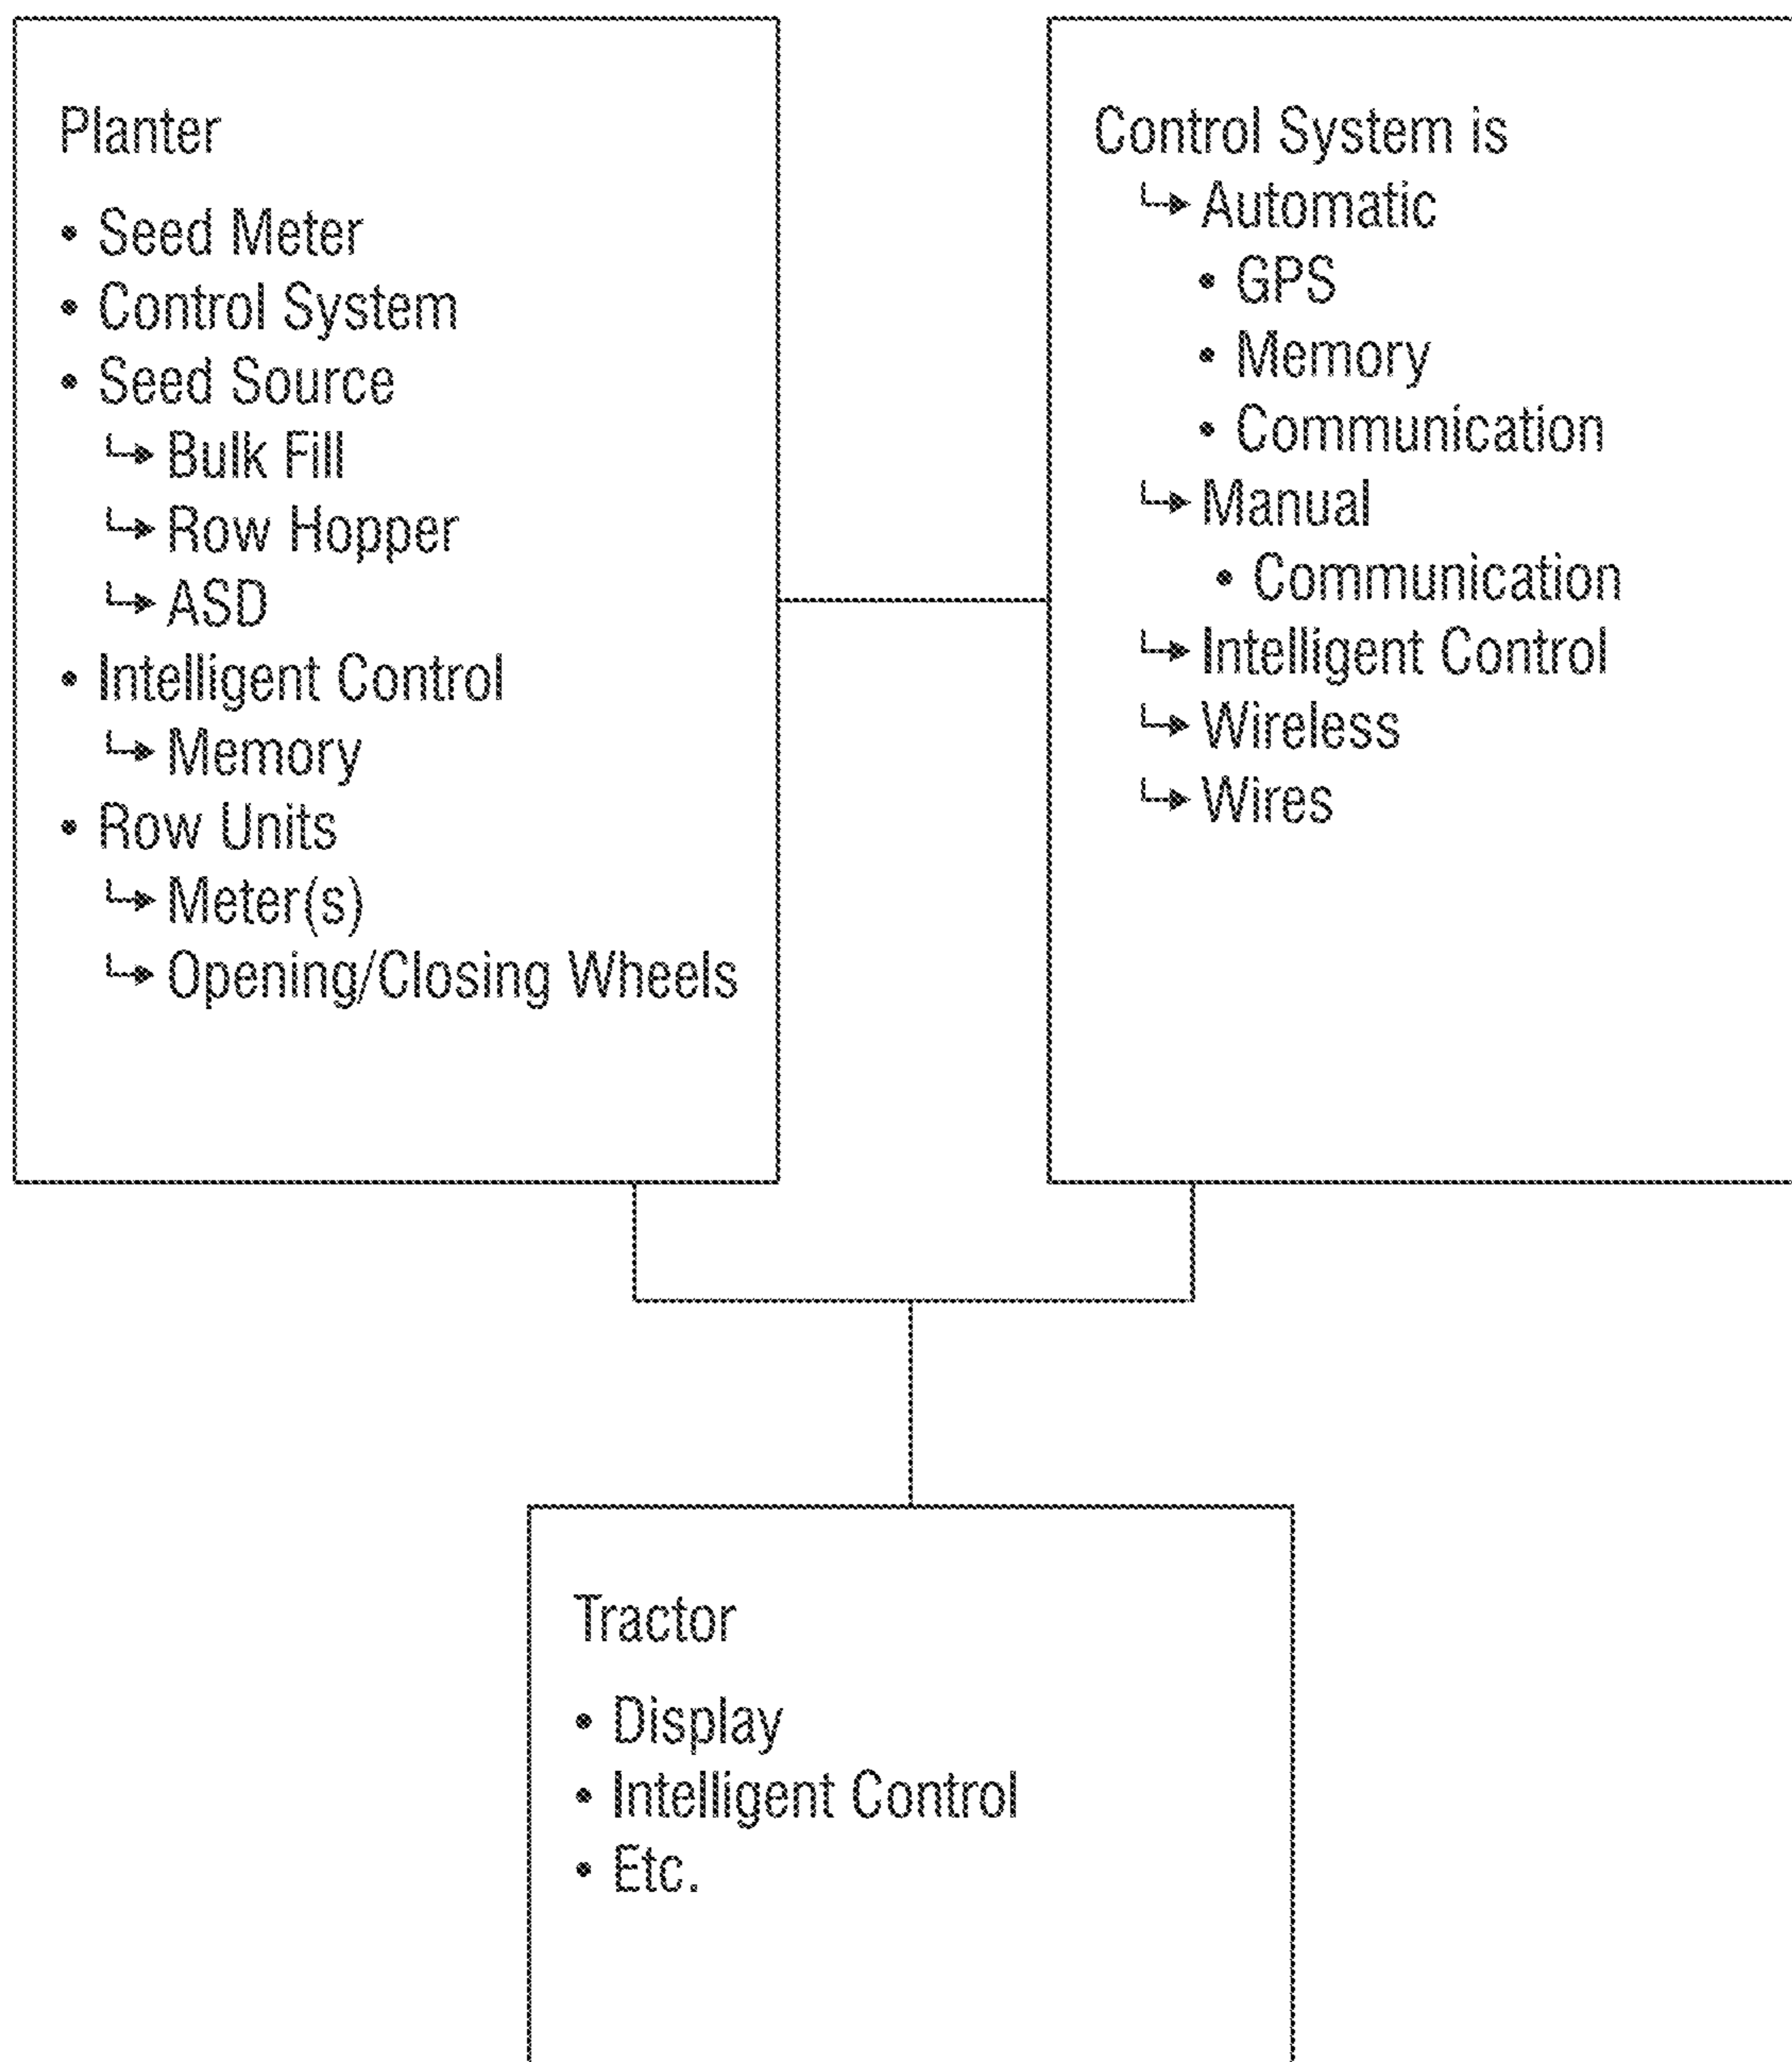 Planter
• Seed Meter
• Control System
• Seed Source
↳ Bulk Fill
↳ Row Hopper
↳ ASD
• Intelligent Control
↳ Memory
• Row Units
↳ Meter(s)
↳ Opening/Closing Wheels
Control System is
↳ Automatic
• GPS
• Memory
• Communication
↳ Manual
• Communication
↳ Intelligent Control
↳ Wireless
↳ Wires
Tractor
• Display
• Intelligent Control
• Etc.